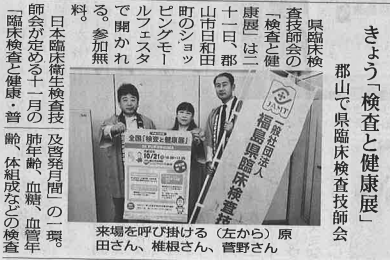 きょう「検査と健康展」
郡山で県臨床検査技師会
県臨床検
査技師会の
「検査と健
康展」は二
十一日、郡
山市日和田
町のショッ
ピングモー
ルフェスタ
で開かれ
る。参加無
料。
日本臨床衛生検査技
師会が定める十一月の
「臨床検査と健康・普
及啓発月間」の一環。
肺年齢、血糖、血管年
齢、体組成などの検査
全国「検査と健康展」
10/21
JAMT
一般社団法人
福島県臨床検査技
来場を呼び掛ける(左から)原
田さん、椎根さん、菅野さん